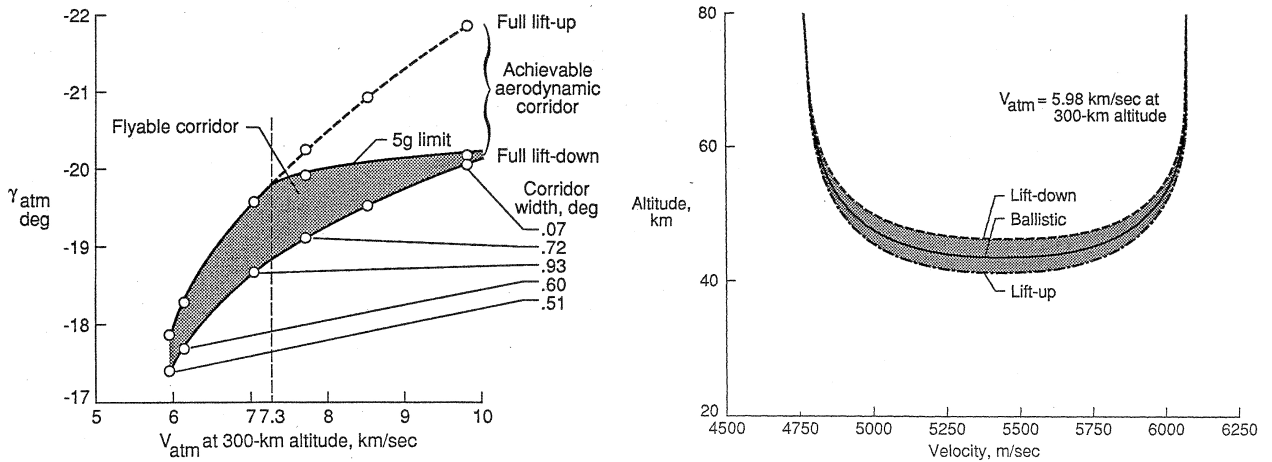 -22
-21
-20
-19
-18
-17
γ atm
deg
5
6
7
7.3
8
9
10
V atm at 300-km altitude, km/sec
Full lift-up
Achievable
aerodynamic
corridor
Flyable corridor
5g limit
Full lift-down
Corridor
width, deg
.07
.72
.93
.60
.51
80
60
40
20
Altitude,
km
V atm = 5.98 km/sec at
300-km altitude
Lift-down
Ballistic
Lift-up
4500
4750
5000
5250
5500
5750
6000
6250
Velocity, m/sec